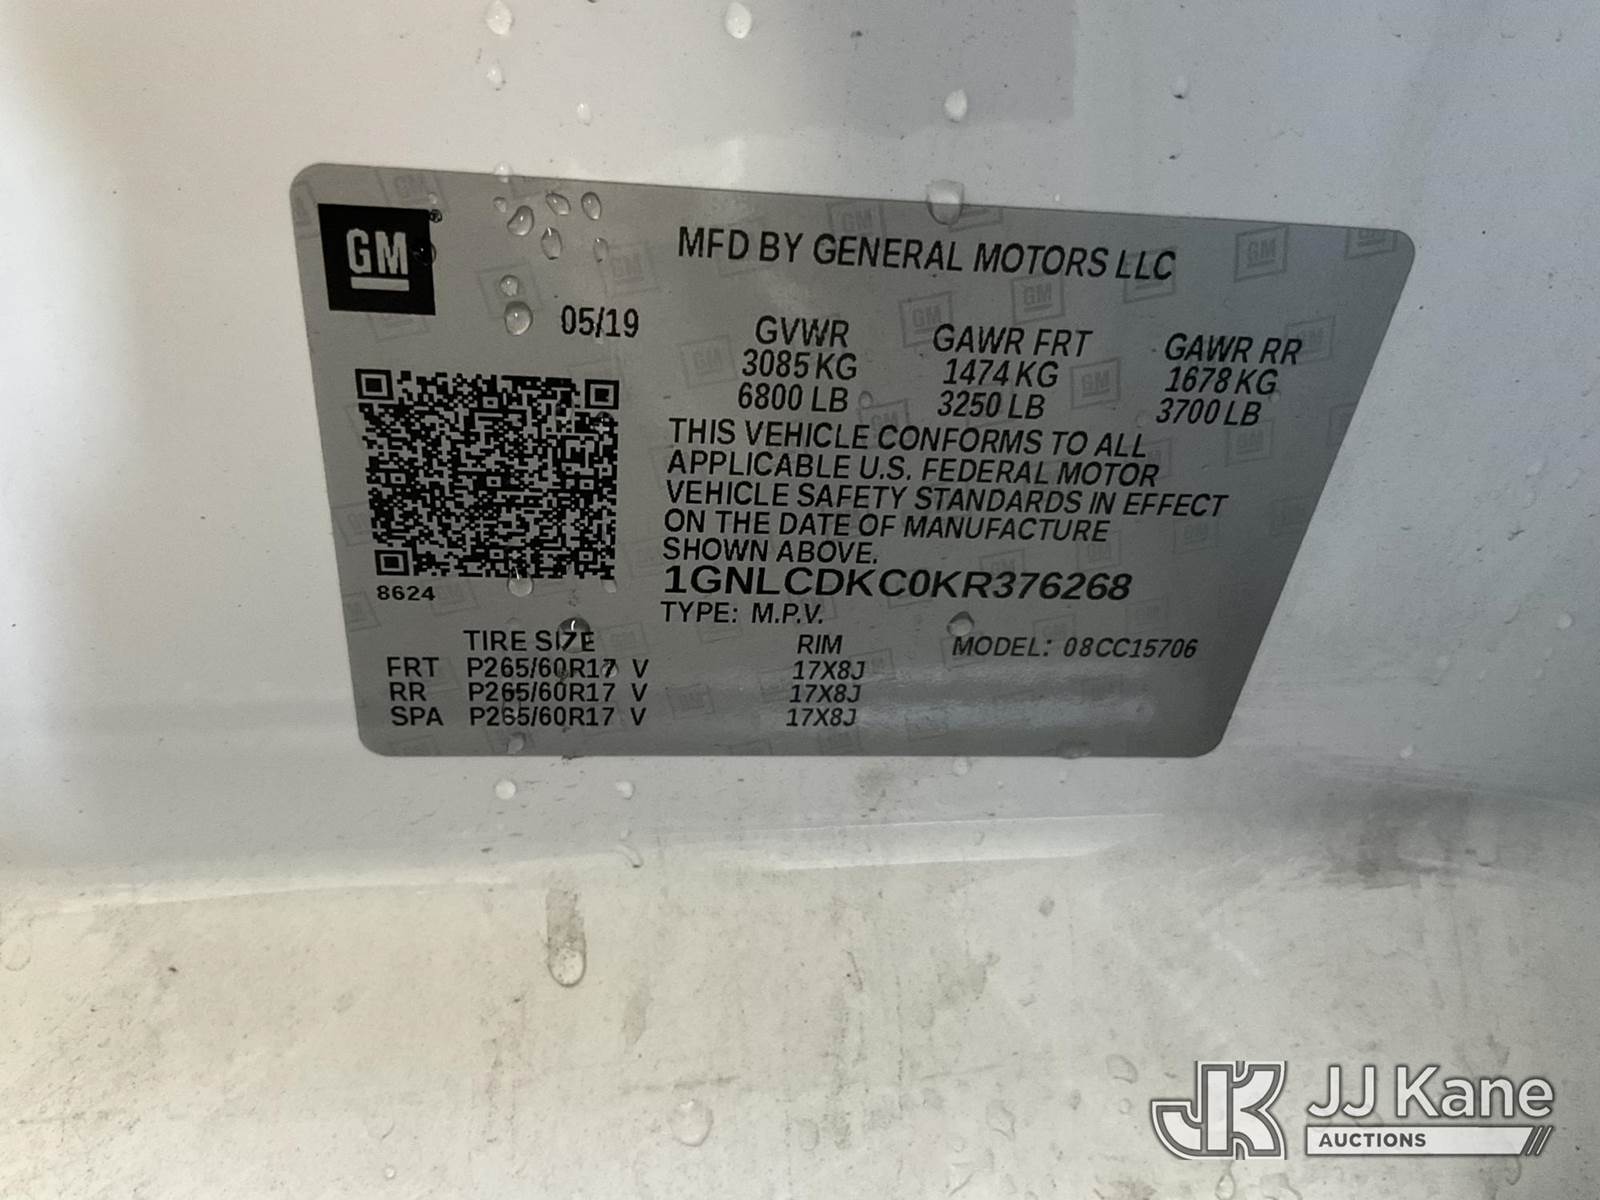 GM®
MFD BY GENERAL MOTORS LLC
05/19
GVWR GAWR FRT GAWR RR
3085 KG 1474 KG 1678 KG
6800 LB 3250 LB 3700 LB
THIS VEHICLE CONFORMS TO ALL
APPLICABLE U.S. FEDERAL MOTOR
VEHICLE SAFETY STANDARDS IN EFFECT
ON THE DATE OF MANUFACTURE
SHOWN ABOVE.
8624
1GNLCDKC0KR376268
TYPE: M.P.V.
TIRE SIZE RIM MODEL: 08CC15706
FRT P265/60R17 V 17X8J
RR P265/60R17 V 17X8J
SPA P265/60R17 V 17X8J
JK JJ Kane
AUCTIONS